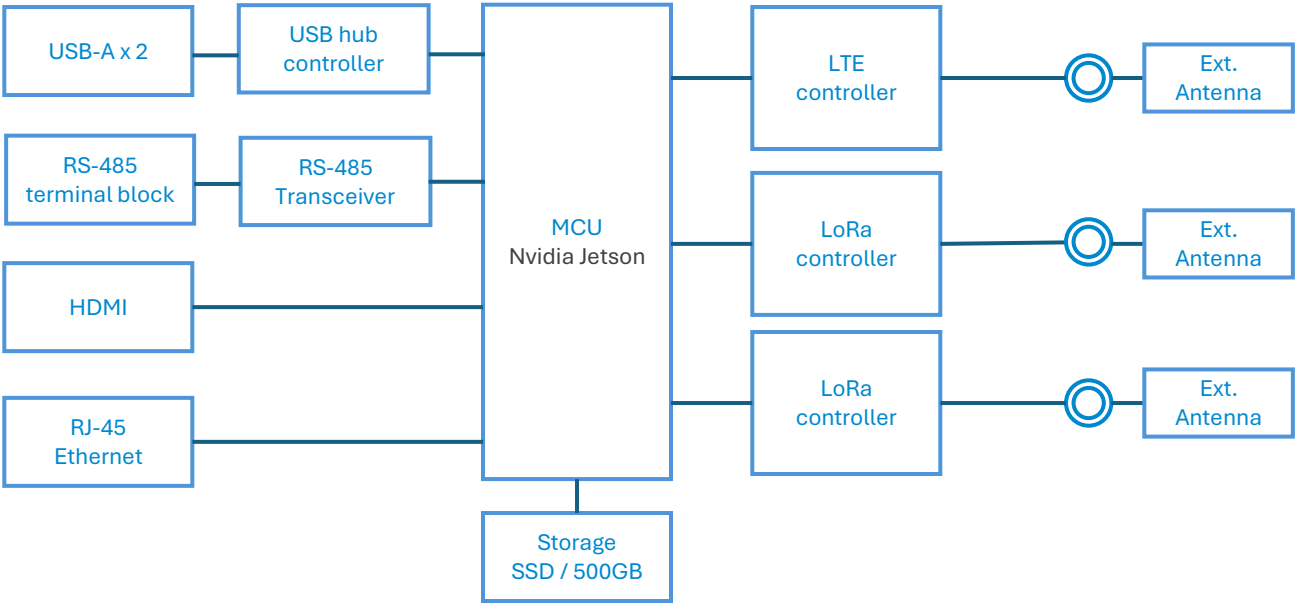 USB-A x 2
USB hub
controller
LTE
controller
Ext.
Antenna
RS-485
terminal block
RS-485
Transceiver
MCU
Nvidia Jetson
LoRa
controller
Ext.
Antenna
HDMI
RJ-45
Ethernet
LoRa
controller
Ext.
Antenna
Storage
SSD / 500GB